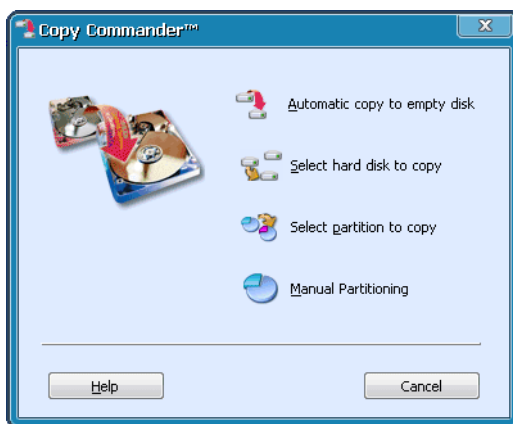 Copy Commander™
Automatic copy to empty disk
Select hard disk to copy
Select partition to copy
Manual Partitioning
Help
Cancel